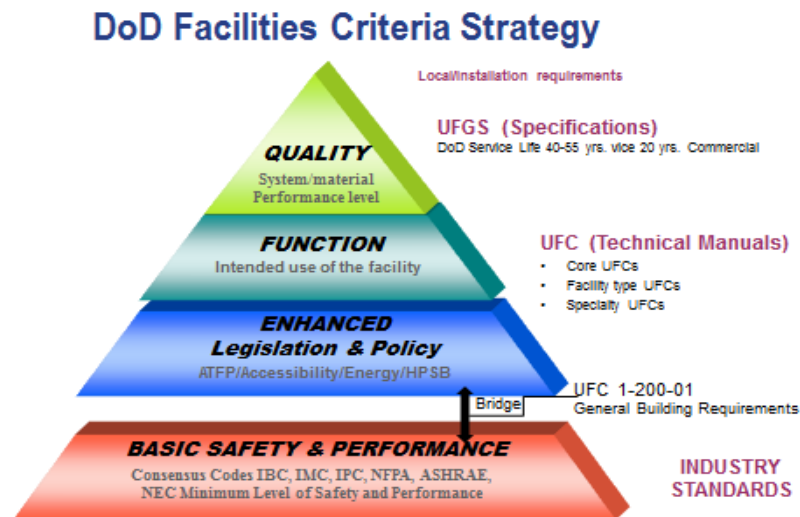 DoD Facilities Criteria Strategy
Local/Installation requirements
UFGS (Specifications)
DoD Service Life 40-55 yrs. vice 20 yrs. Commercial
QUALITY
System/material
Performance level
FUNCTION
Intended use of the facility
UFC (Technical Manuals)
• Core UFCs
• Facility type UFCs
• Specialty UFCs
ENHANCED
Legislation & Policy
ATFP/Accessibility/Energy/HPSB
Bridge
UFC 1-200-01
General Building Requirements
BASIC SAFETY & PERFORMANCE
Consensus Codes IBC, IMC, IPC, NFPA, ASHRAE,
NEC Minimum Level of Safety and Performance
INDUSTRY
STANDARDS